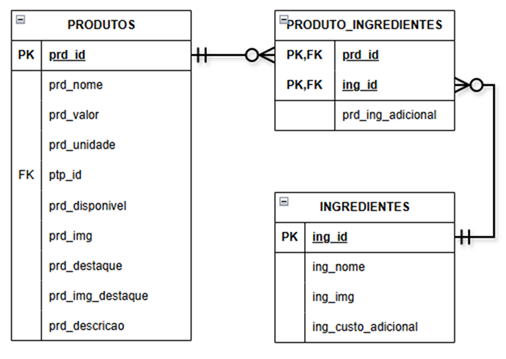 PRODUTOS
PK prd_id
prd_nome
prd_valor
prd_unidade
FK ptp_id
prd_disponivel
prd_img
prd_destaque
prd_img_destaque
prd_descricao
PRODUTO_INGREDIENTES
PK,FK prd_id
PK,FK ing_id
prd_ing_adicional
INGREDIENTES
PK ing_id
ing_nome
ing_img
ing_custo_adicional